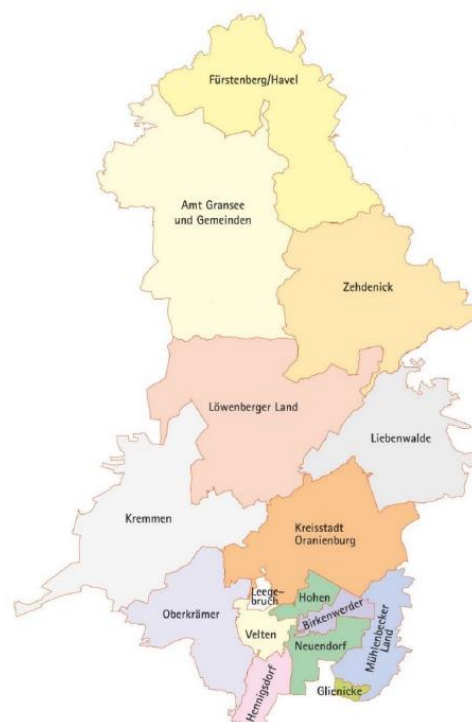 Fürstenberg/Havel
Amt Gransee
und Gemeinden
Zehdenick
Löwenberger Land
Liebenwalde
Kremmen
Kreisstadt
Oranienburg
Leege-
bruch
Hohen
Birkenwerder
Neuendorf
Oberkrämer
Velten
Mühlenbecker
Land
Hennigsdorf
Glienicke